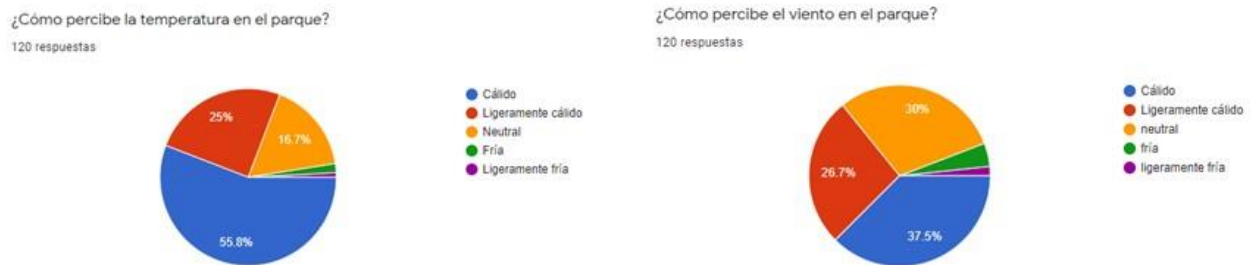 ¿Cómo percibe la temperatura en el parque?
120 respuestas
25%
16.7%
55.8%
Cálido
Ligeramente cálido
Neutral
Fría
Ligeramente fría
¿Cómo percibe el viento en el parque?
120 respuestas
30%
26.7%
37.5%
Cálido
Ligeramente cálido
neutral
fría
ligeramente fría